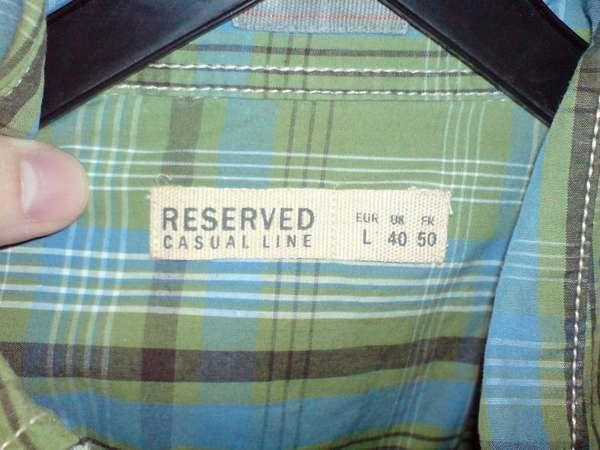 RESERVED
CASUAL LINE
EUR UK FR
L 40 50